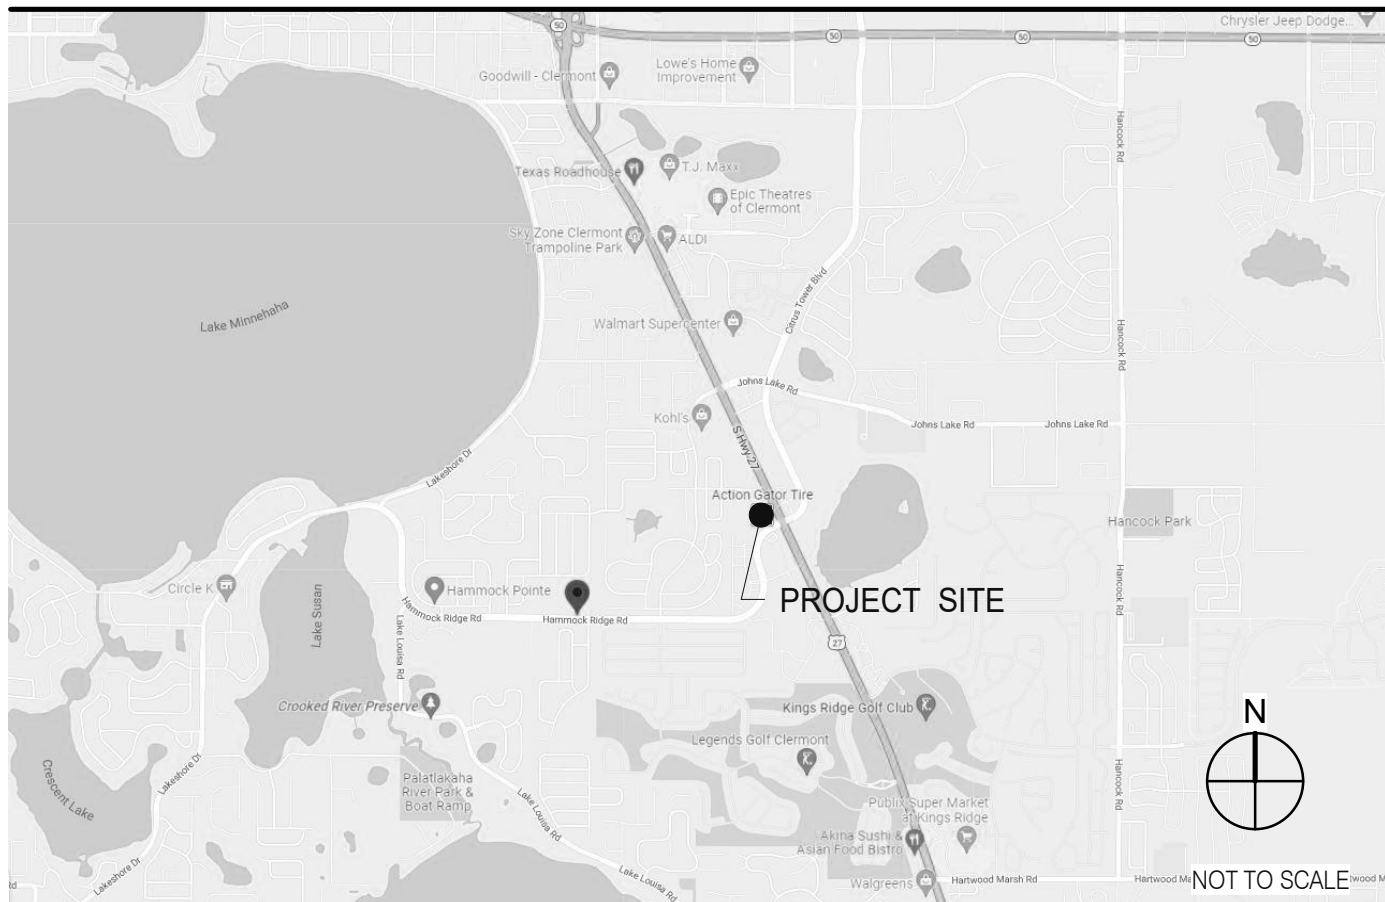 Chrysler Jeep Dodge...
50
50
50
50
Goodwill - Clermont
Lowe's Home
Improvement
Hancock Rd
Texas Roadhouse
T.J. Maxx
Epic Theatres
of Clermont
Sky Zone Clermont
Trampoline Park
ALDI
Citrus Tower Blvd
Lake Minnehaha
Walmart Supercenter
Hancock Rd
Johns Lake Rd
Kohl's
Johns Lake Rd
Johns Lake Rd
S Hwy 27
Lakeshore Dr
Action Gator Tire
Hancock Park
Circle K
Lake Susan
Hammock Pointe
Hammock Ridge Rd
Hammock Ridge Rd
PROJECT SITE
Hancock Rd
Lake Louisa Rd
27
Crooked River Preserve
Kings Ridge Golf Club
Legends Golf Clermont
N
Lakeshore Dr
Crescent Lake
Palatlakaha
River Park &
Boat Ramp
Lake Louisa Rd
Hancock Rd
Publix Super Market
at Kings Ridge
Akina Sushi &
Asian Food Bistro
Lakeshore Dr
Lake Louisa Rd
Walgreens
Hartwood Marsh Rd
Hartwood Ma
NOT TO SCALE
twood M
rd